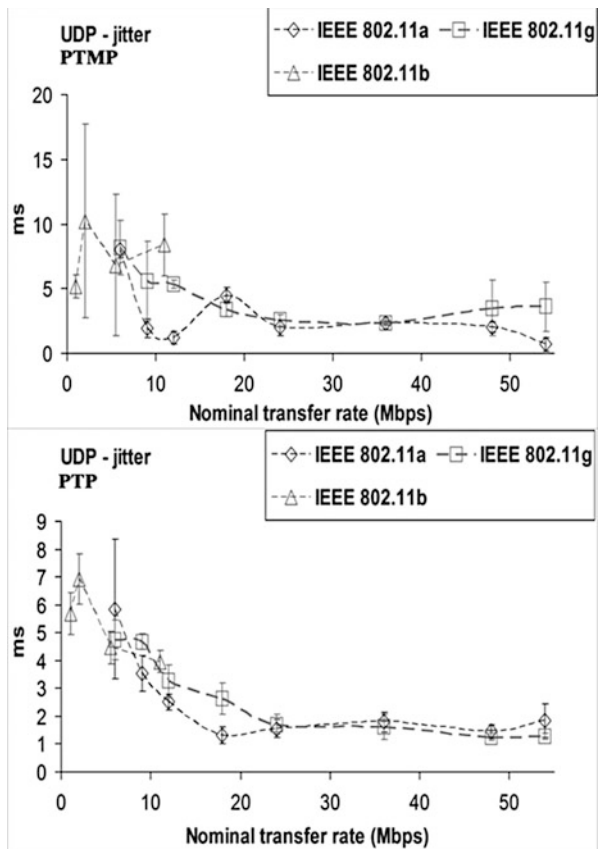 UDP - jitter
PTMP
IEEE 802.11a
IEEE 802.11g
IEEE 802.11b
20
15
10
5
0
ms
0 10 20 30 40 50
Nominal transfer rate (Mbps)
UDP - jitter
PTP
IEEE 802.11a
IEEE 802.11g
IEEE 802.11b
9
8
7
6
5
4
3
2
1
0
ms
0 10 20 30 40 50
Nominal transfer rate (Mbps)